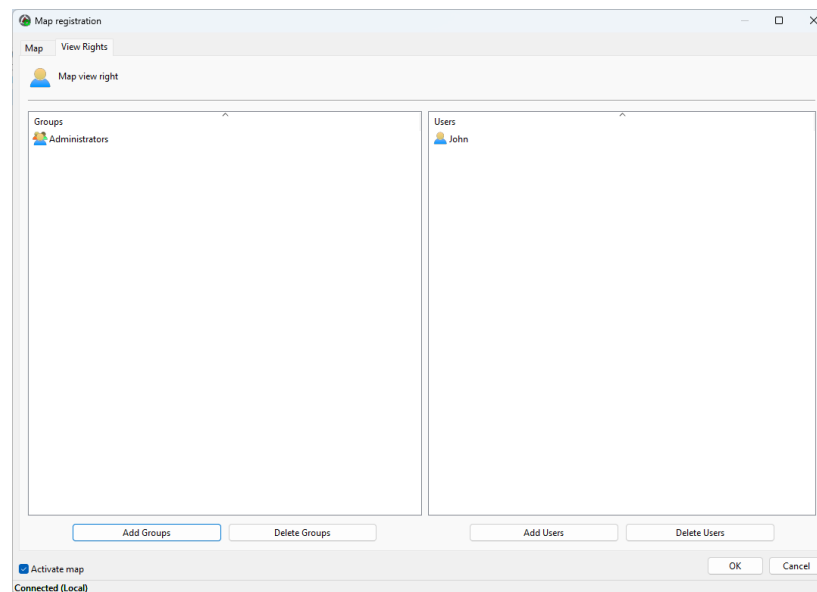 Map registration
Map View Rights
Map view right
Groups
Administrators
Users
John
Add Groups Delete Groups
Add Users Delete Users
Activate map
OK Cancel
Connected (Local)